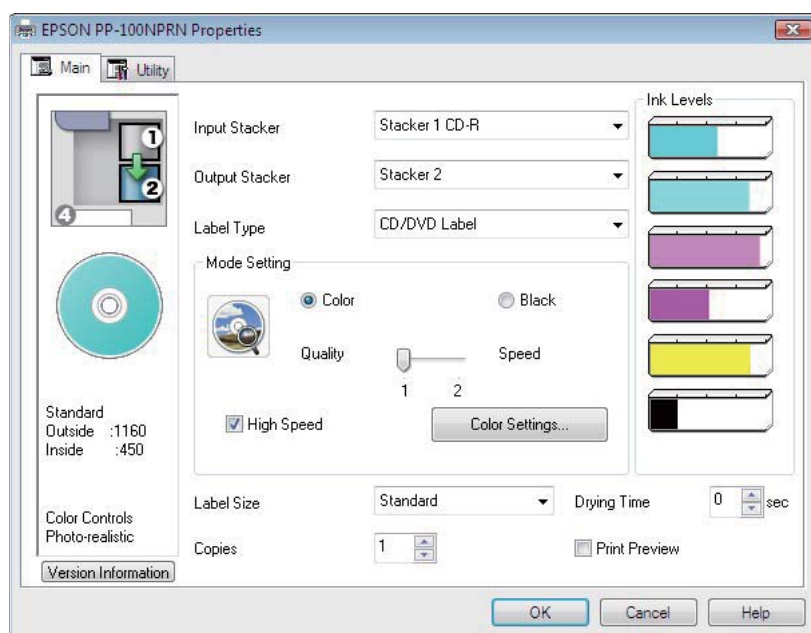 EPSON PP-100NPRN Properties
Main
Utility
1
2
4
Standard
Outside :1160
Inside :450
Color Controls
Photo-realistic
Version Information
Input Stacker
Stacker 1 CD-R
Output Stacker
Stacker 2
Label Type
CD/DVD Label
Mode Setting
Color
Black
Quality
Speed
1
2
High Speed
Color Settings...
Label Size
Standard
Drying Time
0
sec
Copies
1
Print Preview
Ink Levels
OK
Cancel
Help